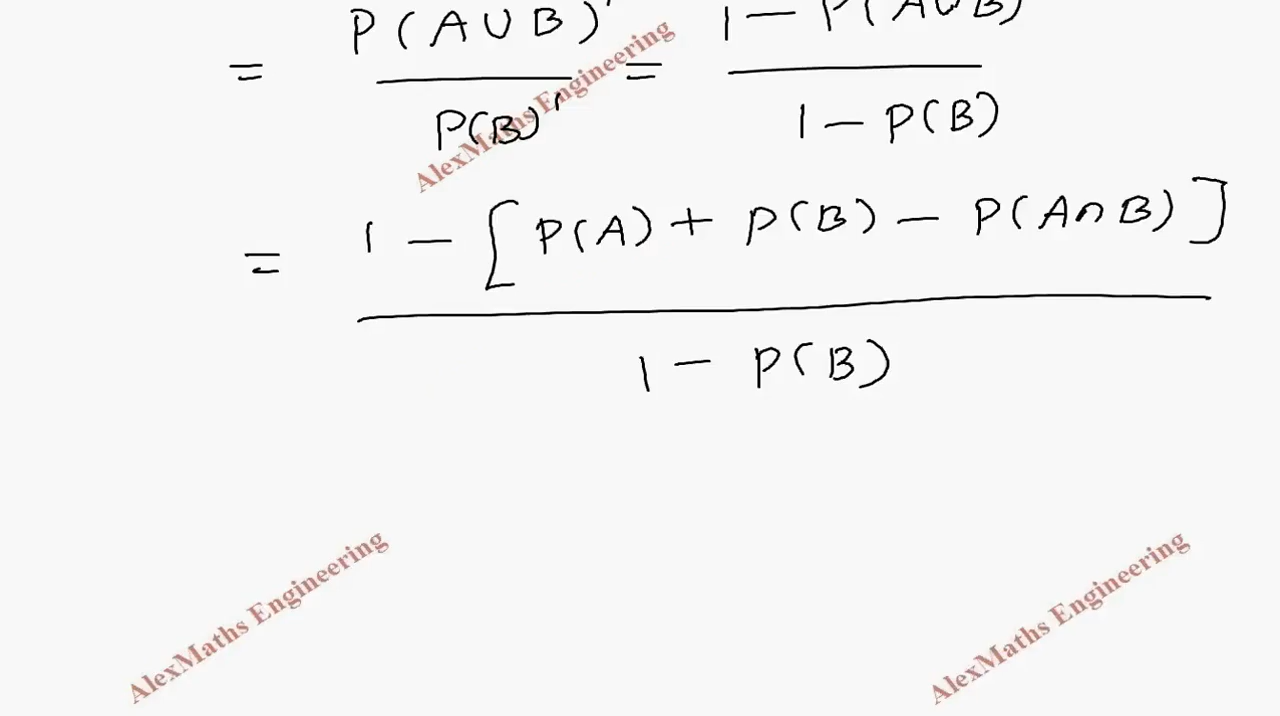 = P(A∪B)' / P(B)' = 1 - P(A∪B) / 1 - P(B)
= 1 - [P(A) + P(B) - P(A∩B)] / 1 - P(B)
AlexMaths Engineering
AlexMaths Engineering
AlexMaths Engineering